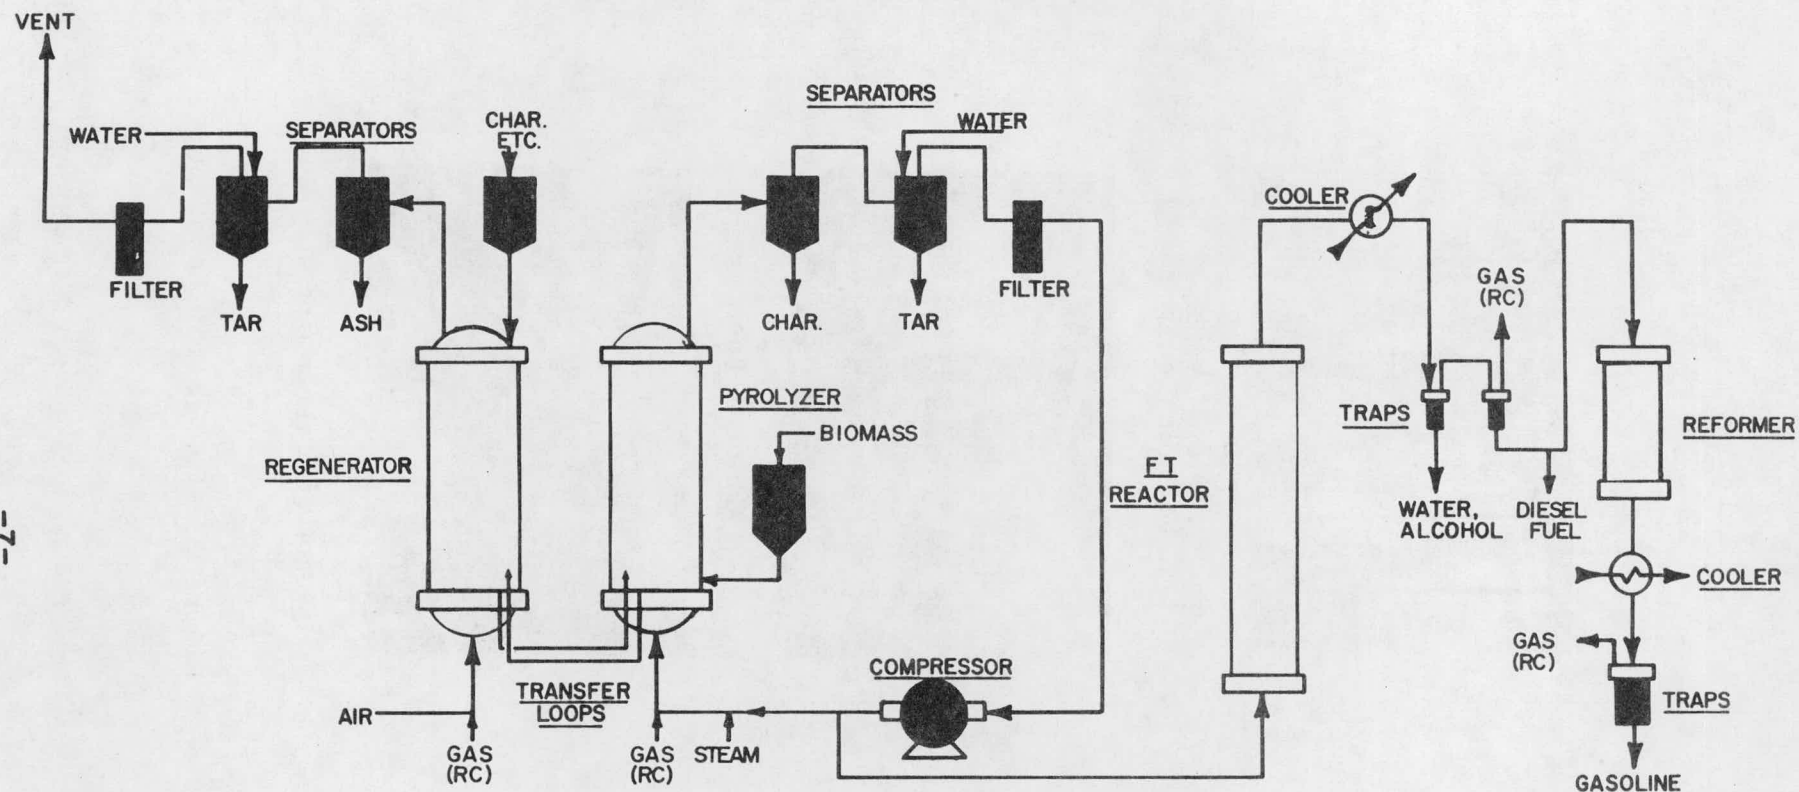 VENT
WATER
SEPARATORS
CHAR.
ETC.
SEPARATORS
WATER
FILTER
TAR
ASH
CHAR.
TAR
FILTER
COOLER
GAS
(RC)
REGENERATOR
PYROLYZER
BIOMASS
F T
REACTOR
TRAPS
REFORMER
WATER,
ALCOHOL
DIESEL
FUEL
COOLER
AIR
GAS
(RC)
TRANSFER
LOOPS
GAS
(RC)
STEAM
COMPRESSOR
GAS
(RC)
TRAPS
GASOLINE
-7-